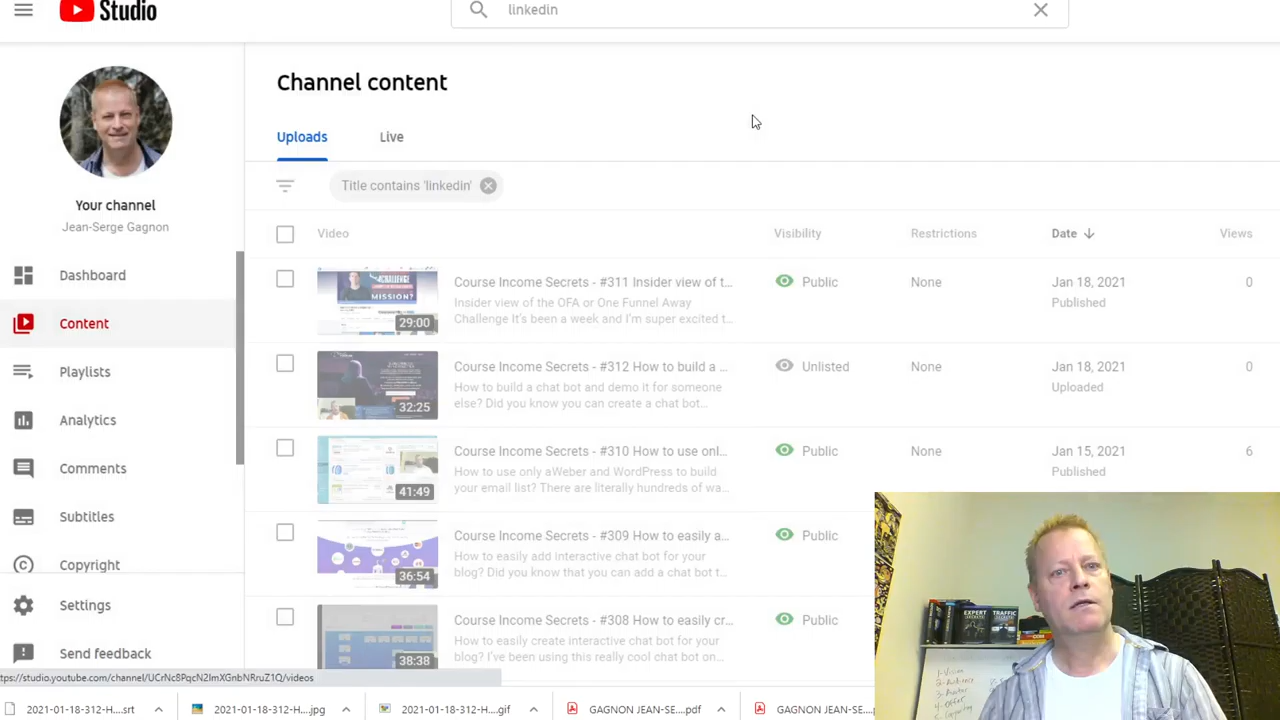 Studio
linkedin
Channel content
Uploads
Live
Title contains 'linkedin'
Your channel
Jean-Serge Gagnon
Dashboard
Content
Playlists
Analytics
Comments
Subtitles
Copyright
Settings
Send feedback
Video
Visibility
Restrictions
Date
Views
CHALLENGE
MISSION?
29:00
Course Income Secrets - #311 Insider view of t...
Insider view of the OFA or One Funnel Away
Challenge It's been a week and I'm super excited t...
Public
None
Jan 18, 2021
Published
0
32:25
Course Income Secrets - #312 How to build a ...
How to build a chat bot and demo it for someone
else? Did you know you can create a chat bot...
Unlisted
None
Jan 18, 2021
Uploaded
0
41:49
Course Income Secrets - #310 How to use onl...
How to use only aWeber and WordPress to build
your email list? There are literally hundreds of wa...
Public
None
Jan 15, 2021
Published
6
36:54
Course Income Secrets - #309 How to easily a...
How to easily add interactive chat bot for your
blog? Did you know that you can add a chat bot t...
Public
38:38
Course Income Secrets - #308 How to easily cr...
How to easily create interactive chat bot for your
blog? I've been using this really cool chat bot on...
Public
EXPERT
TRAFFIC
ttps://studio.youtube.com/channel/UCrNc8PqcN2ImXGnbNRruZ1Q/videos
2021-01-18-312-H....srt
2021-01-18-312-H....jpg
2021-01-18-312-H....gif
GAGNON JEAN-SE....pdf
GAGNON JEAN-SE....